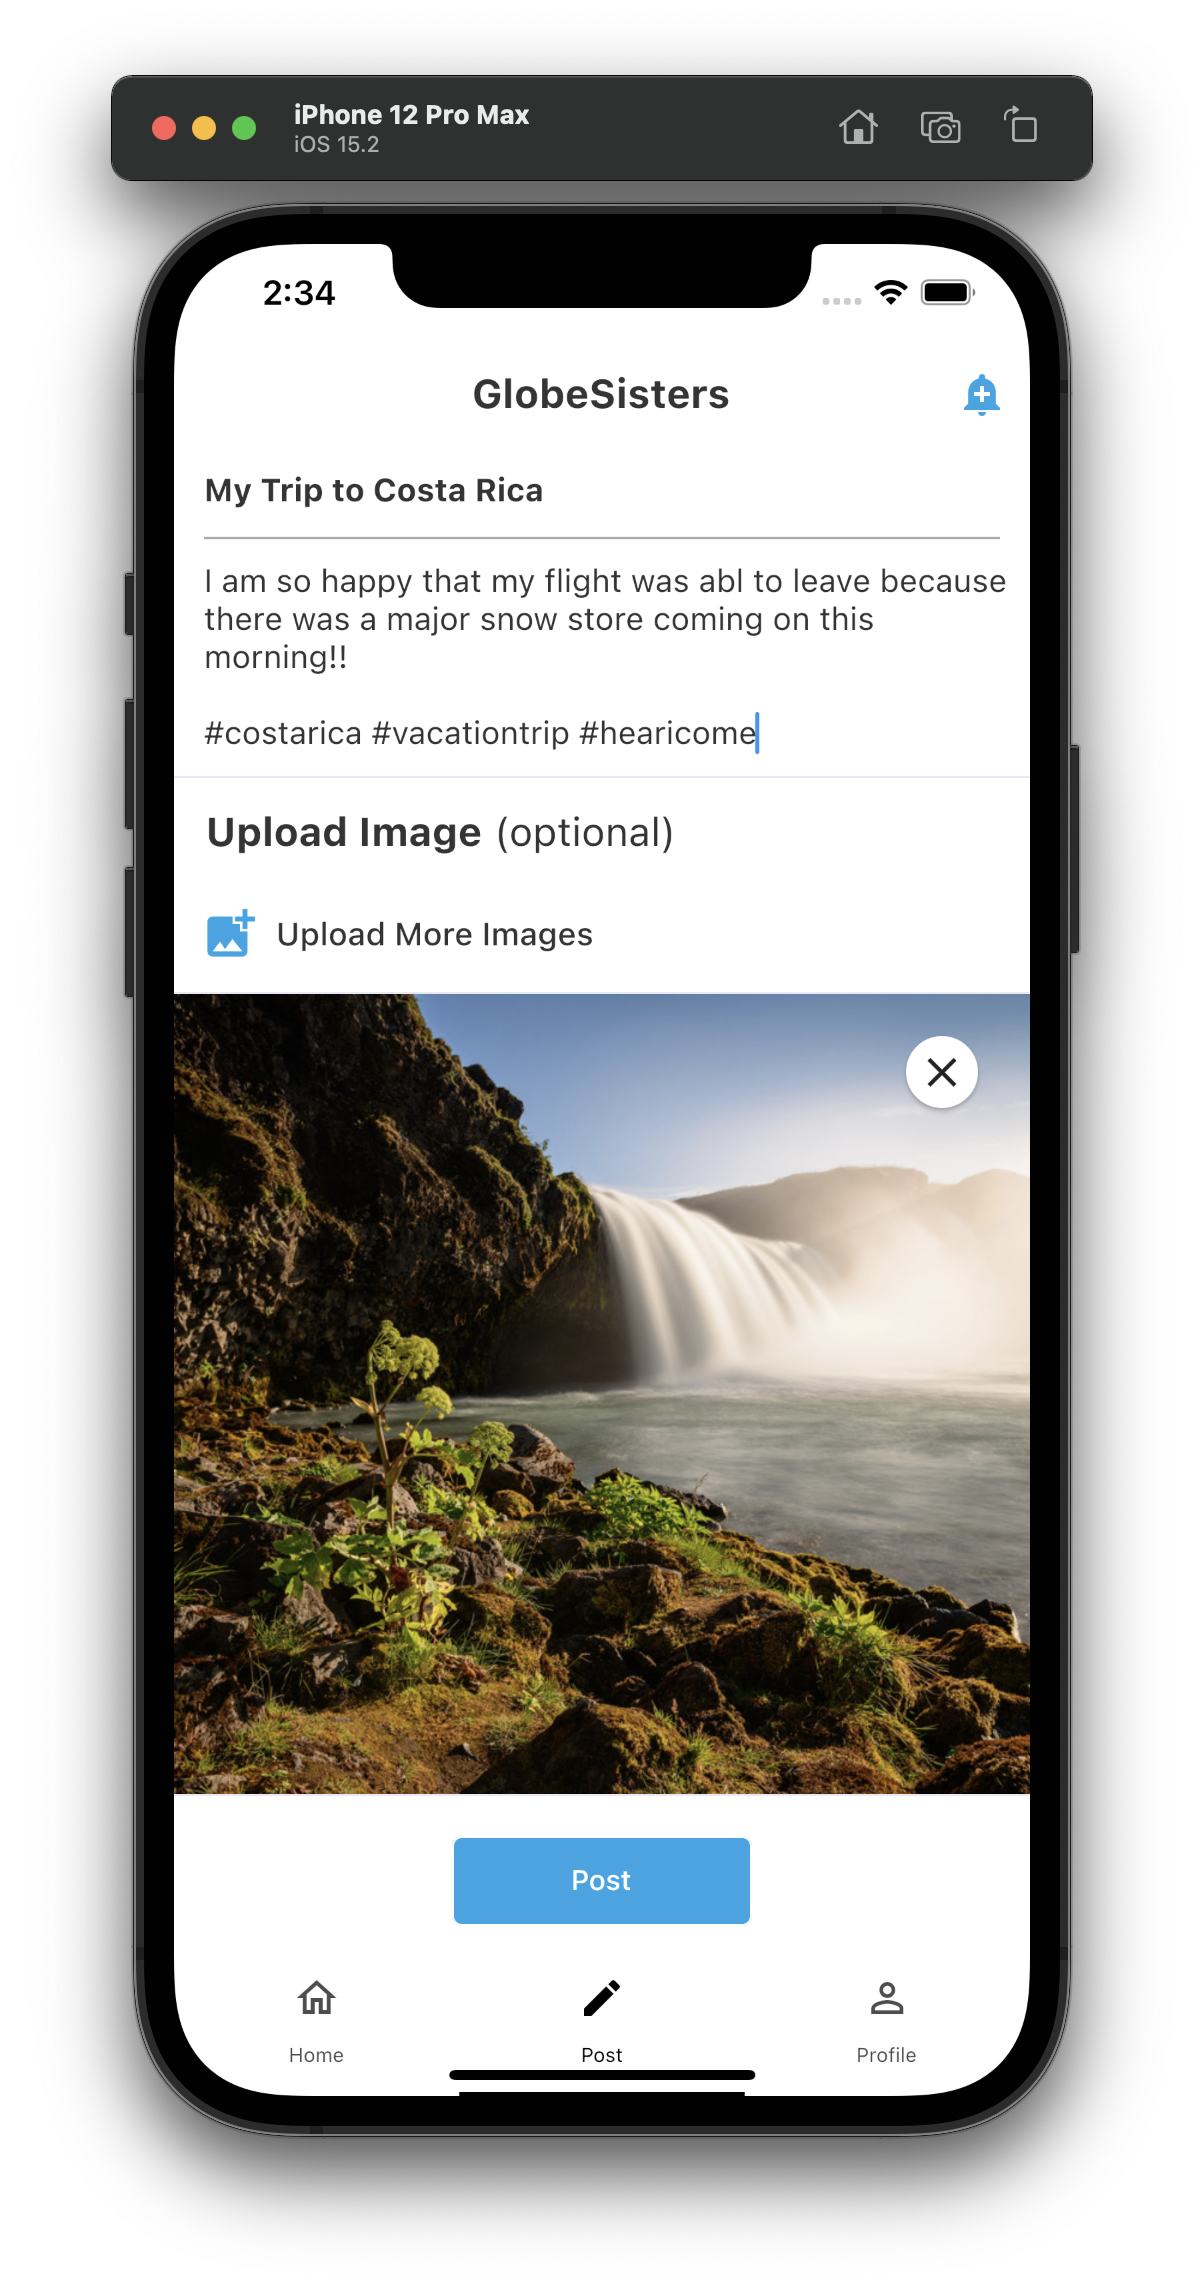 iPhone 12 Pro Max
iOS 15.2
2:34
GlobeSisters
My Trip to Costa Rica
I am so happy that my flight was abl to leave because
there was a major snow store coming on this
morning!!
#costarica #vacationtrip #hearicome
Upload Image (optional)
Upload More Images
Post
Home
Post
Profile